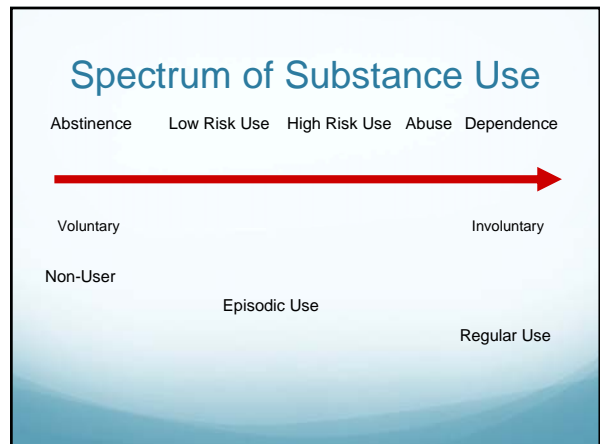 Spectrum of Substance Use
Abstinence Low Risk Use High Risk Use Abuse Dependence
Voluntary Involuntary
Non-User
Episodic Use
Regular Use